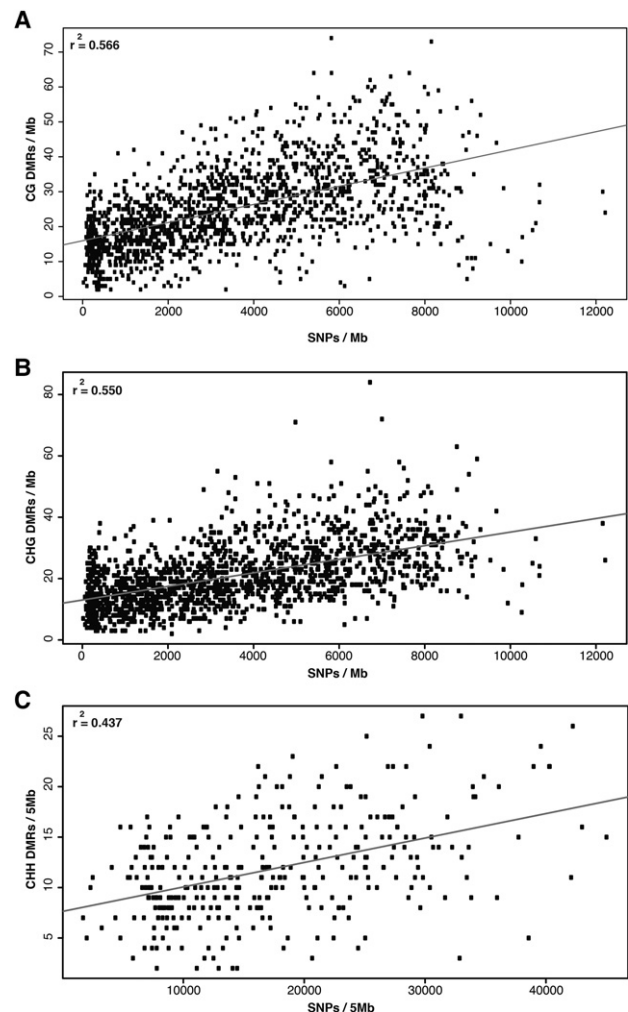 A
r² = 0.566
70
60
50
40
30
20
10
0
CG DMRs / Mb
0 2000 4000 6000 8000 10000 12000
SNPs / Mb
B
r² = 0.550
80
60
40
20
0
CHG DMRs / Mb
0 2000 4000 6000 8000 10000 12000
SNPs / Mb
C
r² = 0.437
25
20
15
10
5
CHH DMRs / 5Mb
10000 20000 30000 40000
SNPs / 5Mb